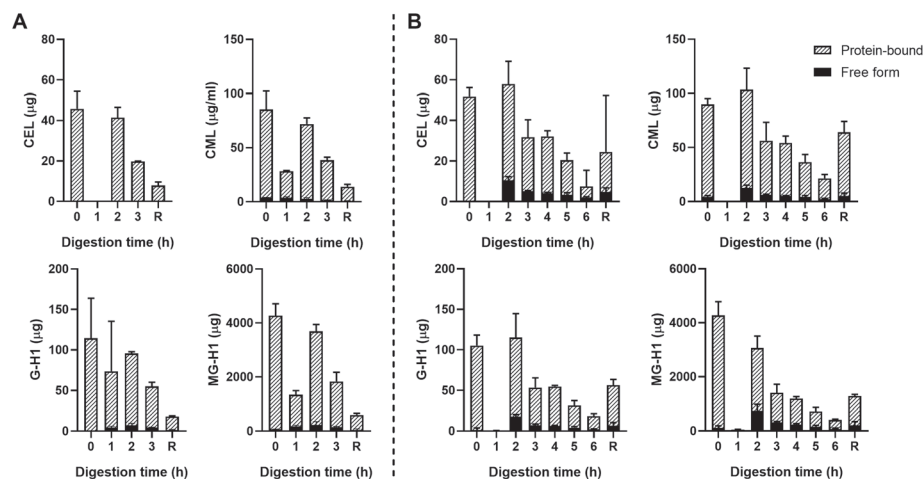 A
80
60
40
20
0
CEL (µg)
0 1 2 3 R
Digestion time (h)
150
100
50
0
CML (µg/ml)
0 1 2 3 R
Digestion time (h)
200
150
100
50
0
G-H1 (µg)
0 1 2 3 R
Digestion time (h)
6000
4000
2000
0
MG-H1 (µg)
0 1 2 3 R
Digestion time (h)
B
80
60
40
20
0
CEL (µg)
0 1 2 3 4 5 6 R
Digestion time (h)
150
100
50
0
CML (µg)
0 1 2 3 4 5 6 R
Digestion time (h)
Protein-bound
Free form
200
150
100
50
0
G-H1 (µg)
0 1 2 3 4 5 6 R
Digestion time (h)
6000
4000
2000
0
MG-H1 (µg)
0 1 2 3 4 5 6 R
Digestion time (h)